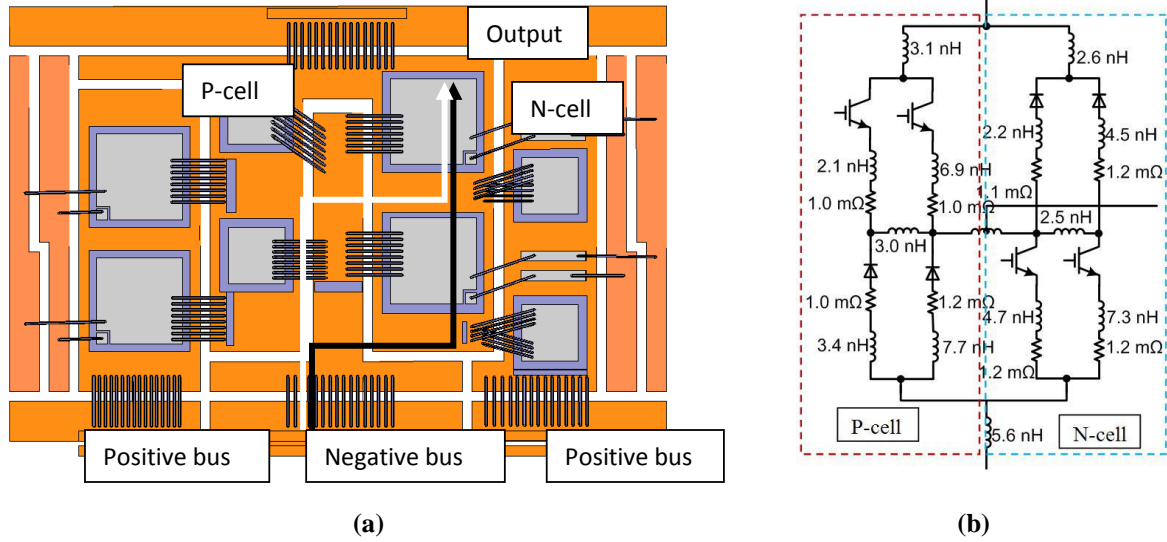 Output
P-cell
N-cell
Positive bus
Negative bus
Positive bus
(a)
3.1 nH
2.6 nH
2.2 nH
4.5 nH
2.1 nH
6.9 nH
1.2 mΩ
1.0 mΩ
1.0 mΩ
1 mΩ
3.0 nH
2.5 nH
1.0 mΩ
1.2 mΩ
4.7 nH
7.3 nH
3.4 nH
7.7 nH
1.2 mΩ
1.2 mΩ
P-cell
5.6 nH
N-cell
(b)